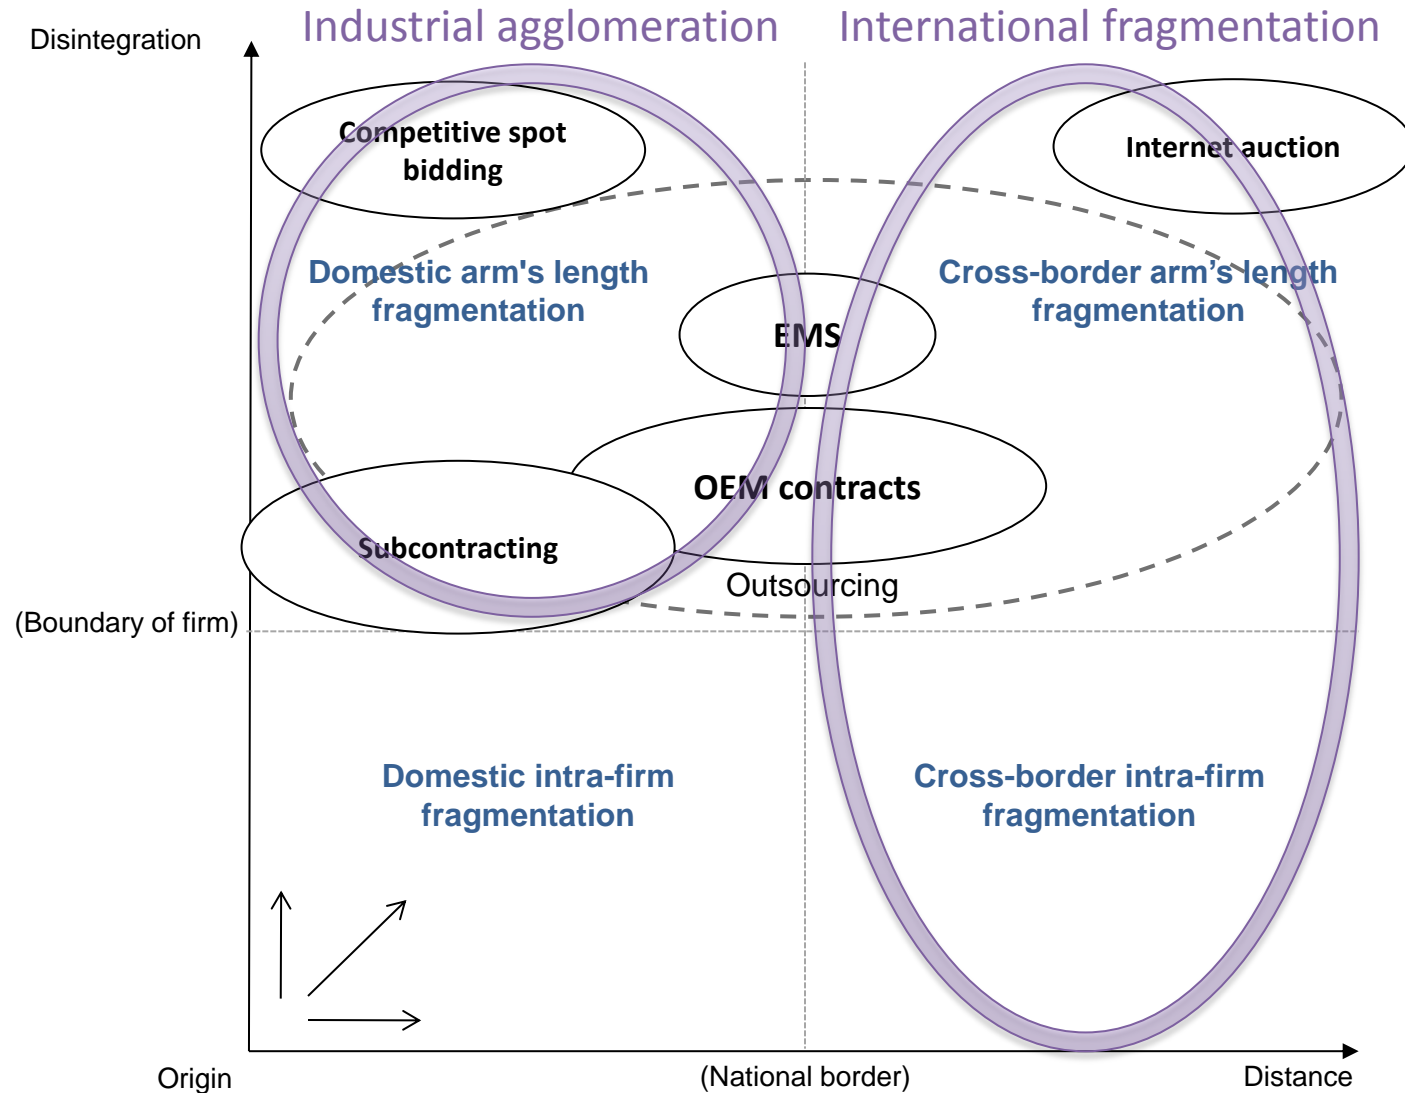 Industrial agglomeration
International fragmentation
Disintegration
Competitive spot
bidding
Internet auction
Domestic arm's length
fragmentation
Cross-border arm’s length
fragmentation
EMS
OEM contracts
Subcontracting
Outsourcing
(Boundary of firm)
Domestic intra-firm
fragmentation
Cross-border intra-firm
fragmentation
Origin
(National border)
Distance